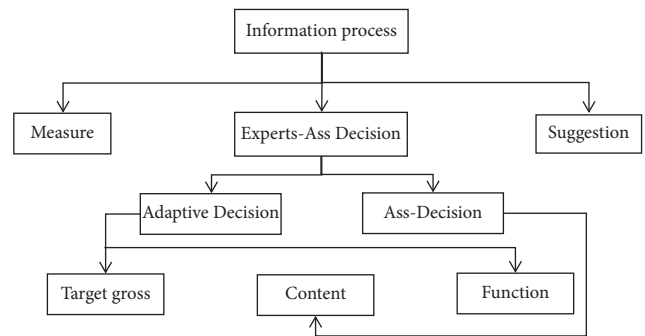 Information process
Measure
Experts-Ass Decision
Suggestion
Adaptive Decision
Ass-Decision
Target gross
Content
Function